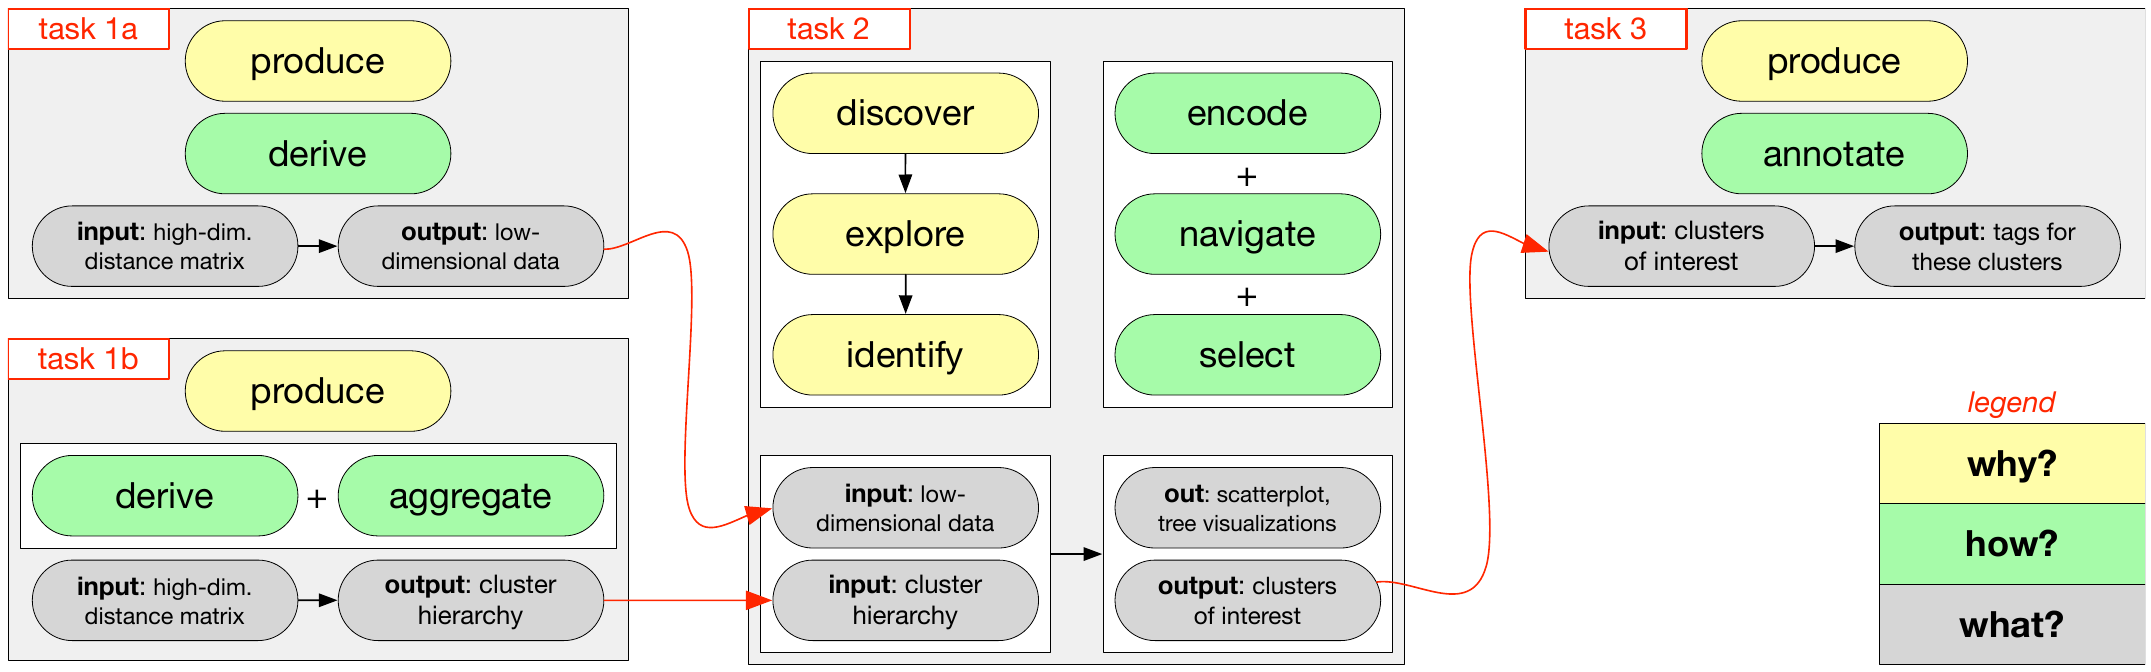 task 1a
produce
derive
input: high-dim.
distance matrix
output: low-
dimensional data
task 1b
produce
derive + aggregate
input: high-dim.
distance matrix
output: cluster
hierarchy
task 2
discover
explore
identify
encode
+
navigate
+
select
input: low-
dimensional data
input: cluster
hierarchy
out: scatterplot,
tree visualizations
output: clusters
of interest
task 3
produce
annotate
input: clusters
of interest
output: tags for
these clusters
legend
why?
how?
what?